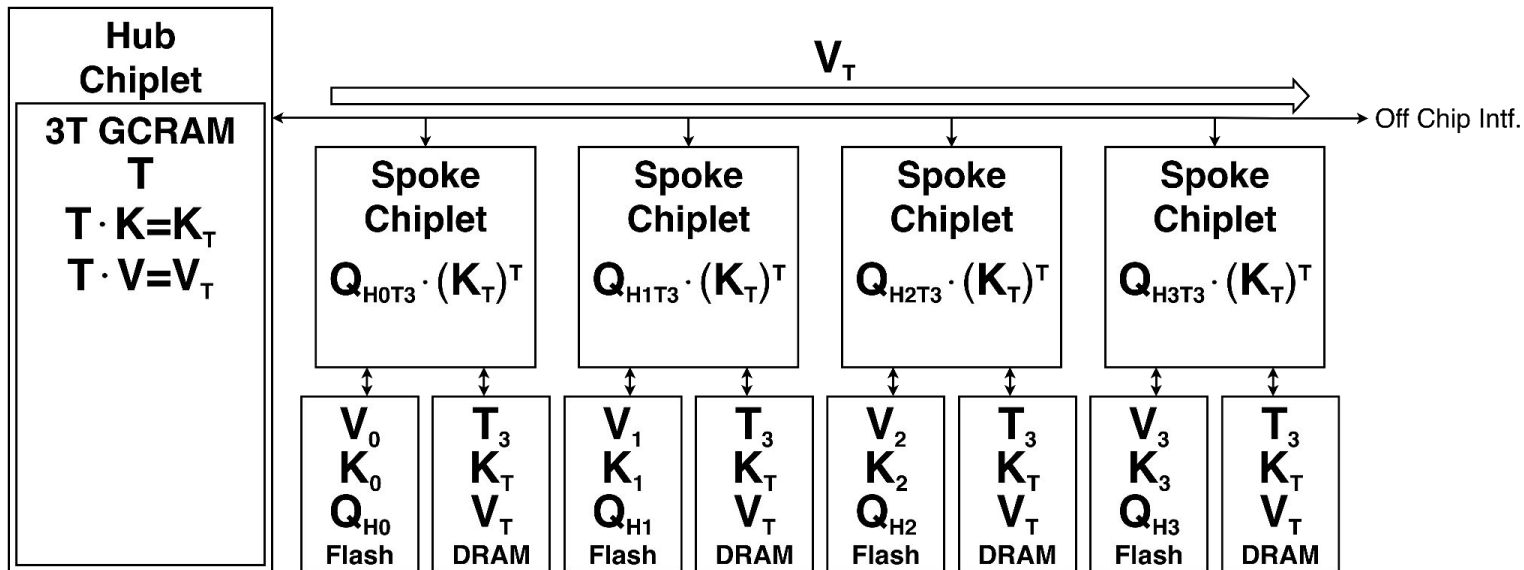 Hub
Chiplet
3T GCRAM
T
T · K=K_T
T · V=V_T
V_T
Off Chip Intf.
Spoke
Chiplet
Q_H0T3 · (K_T)^T
Spoke
Chiplet
Q_H1T3 · (K_T)^T
Spoke
Chiplet
Q_H2T3 · (K_T)^T
Spoke
Chiplet
Q_H3T3 · (K_T)^T
V_0
K_0
Q_H0
Flash
T_3
K_T
V_T
DRAM
V_1
K_1
Q_H1
Flash
T_3
K_T
V_T
DRAM
V_2
K_2
Q_H2
Flash
T_3
K_T
V_T
DRAM
V_3
K_3
Q_H3
Flash
T_3
K_T
V_T
DRAM